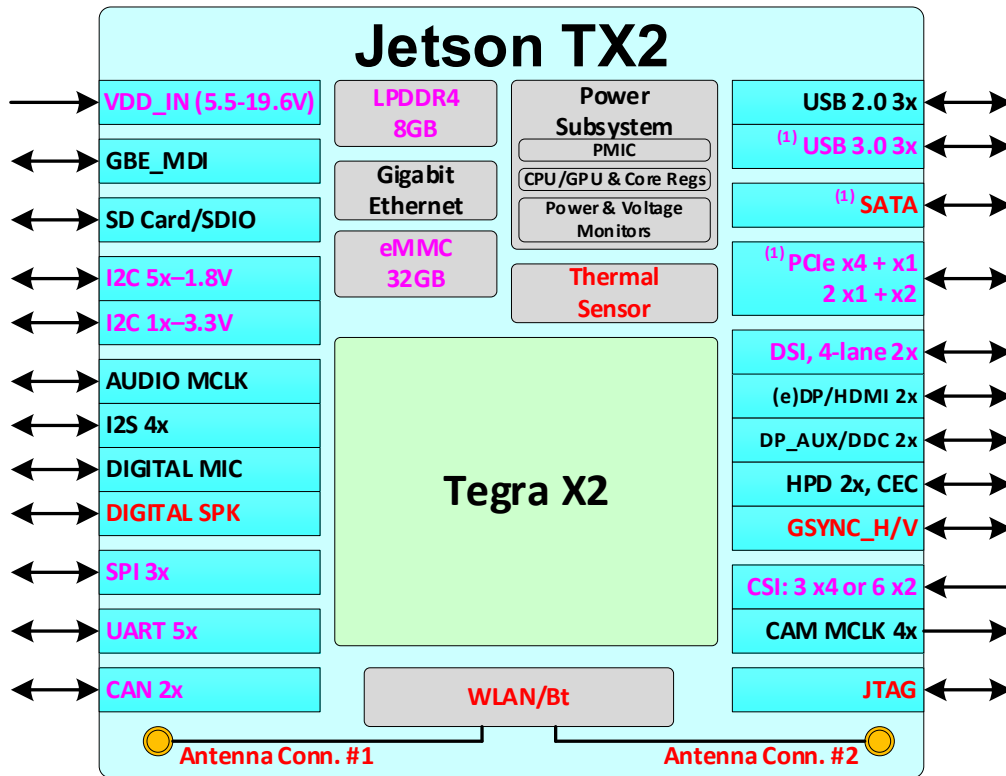 Jetson TX2
VDD_IN (5.5-19.6V)
GBE_MDI
SD Card/SDIO
I2C 5x–1.8V
I2C 1x–3.3V
AUDIO MCLK
I2S 4x
DIGITAL MIC
DIGITAL SPK
SPI 3x
UART 5x
CAN 2x
LPDDR4
8GB
Gigabit
Ethernet
eMMC
32GB
Power
Subsystem
PMIC
CPU/GPU & Core Regs
Power & Voltage
Monitors
Thermal
Sensor
Tegra X2
WLAN/Bt
Antenna Conn. #1
Antenna Conn. #2
USB 2.0 3x
(1) USB 3.0 3x
(1) SATA
(1) PCIe x4 + x1
2 x1 + x2
DSI, 4-lane 2x
(e)DP/HDMI 2x
DP_AUX/DDC 2x
HPD 2x, CEC
GSYNC_H/V
CSI: 3 x4 or 6 x2
CAM MCLK 4x
JTAG